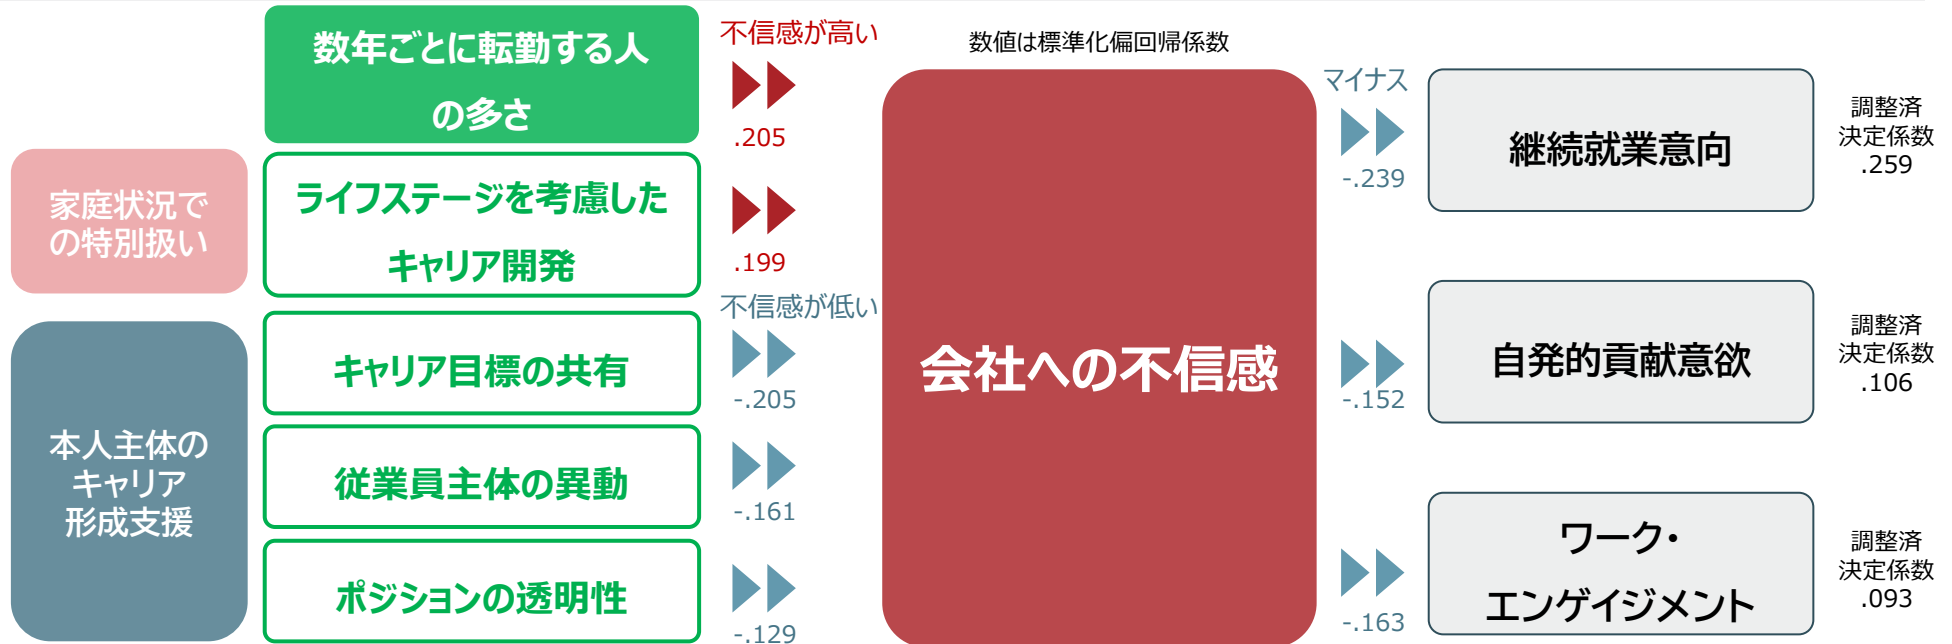 数年ごとに転勤する人
の多さ
不信感が高い
.205
数値は標準化偏回帰係数
家庭状況で
の特別扱い
ライフステージを考慮した
キャリア開発
.199
本人主体の
キャリア
形成支援
キャリア目標の共有
不信感が低い
-.205
従業員主体の異動
-.161
ポジションの透明性
-.129
会社への不信感
マイナス
-.239
継続就業意向
調整済
決定係数
.259
-.152
自発的貢献意欲
調整済
決定係数
.106
-.163
ワーク・
エンゲイジメント
調整済
決定係数
.093